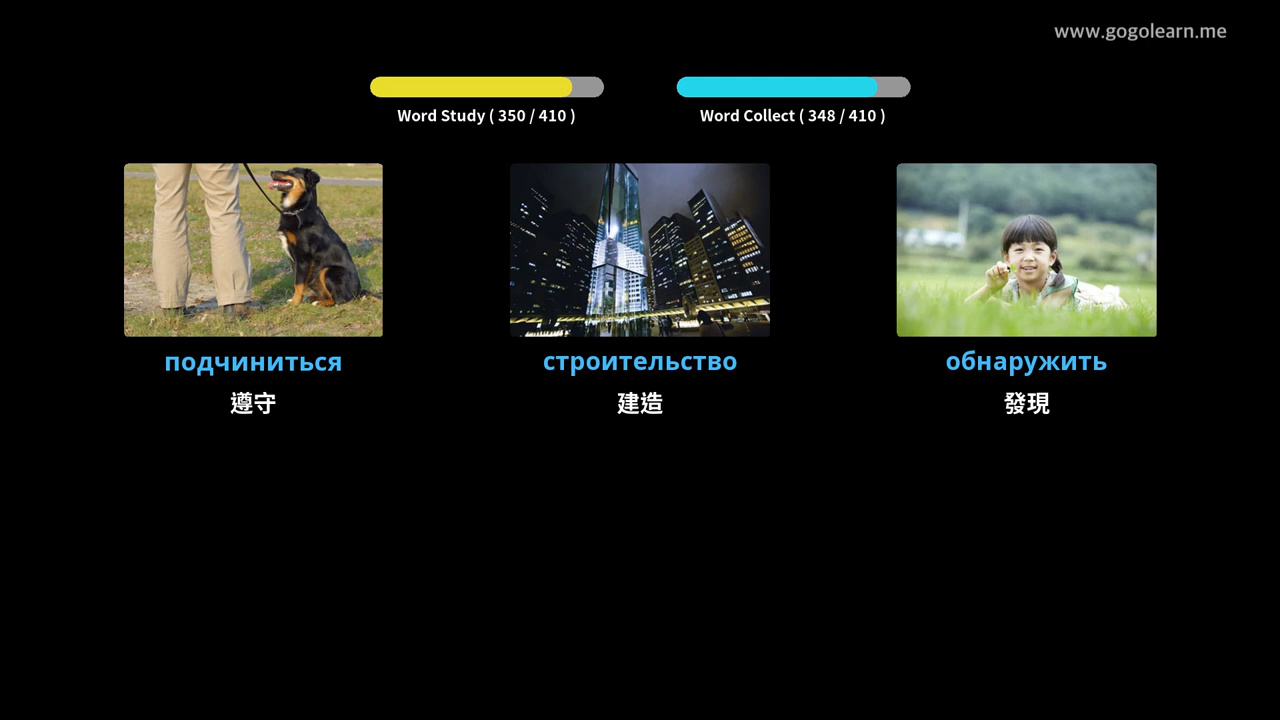 www.gogolearn.me
Word Study ( 350 / 410 )
Word Collect ( 348 / 410 )
подчиниться
строительство
обнаружить
遵守
建造
發現